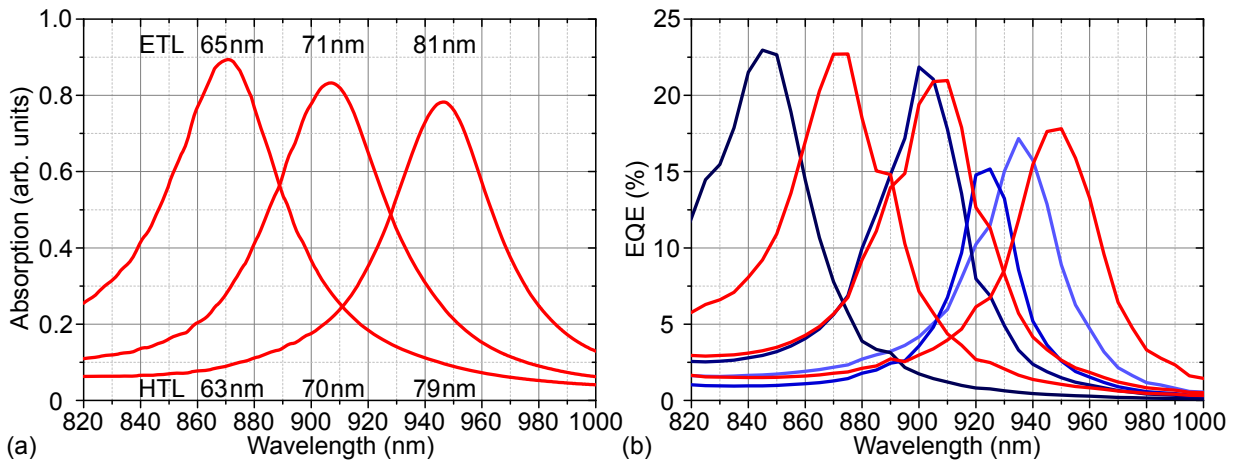 1.0
0.8
0.6
0.4
0.2
0
Absorption (arb. units)
ETL 65nm 71nm 81nm
HTL 63nm 70nm 79nm
820 840 860 880 900 920 940 960 980 1000
(a) Wavelength (nm)
25
20
15
10
5
0
EQE (%)
820 840 860 880 900 920 940 960 980 1000
(b) Wavelength (nm)